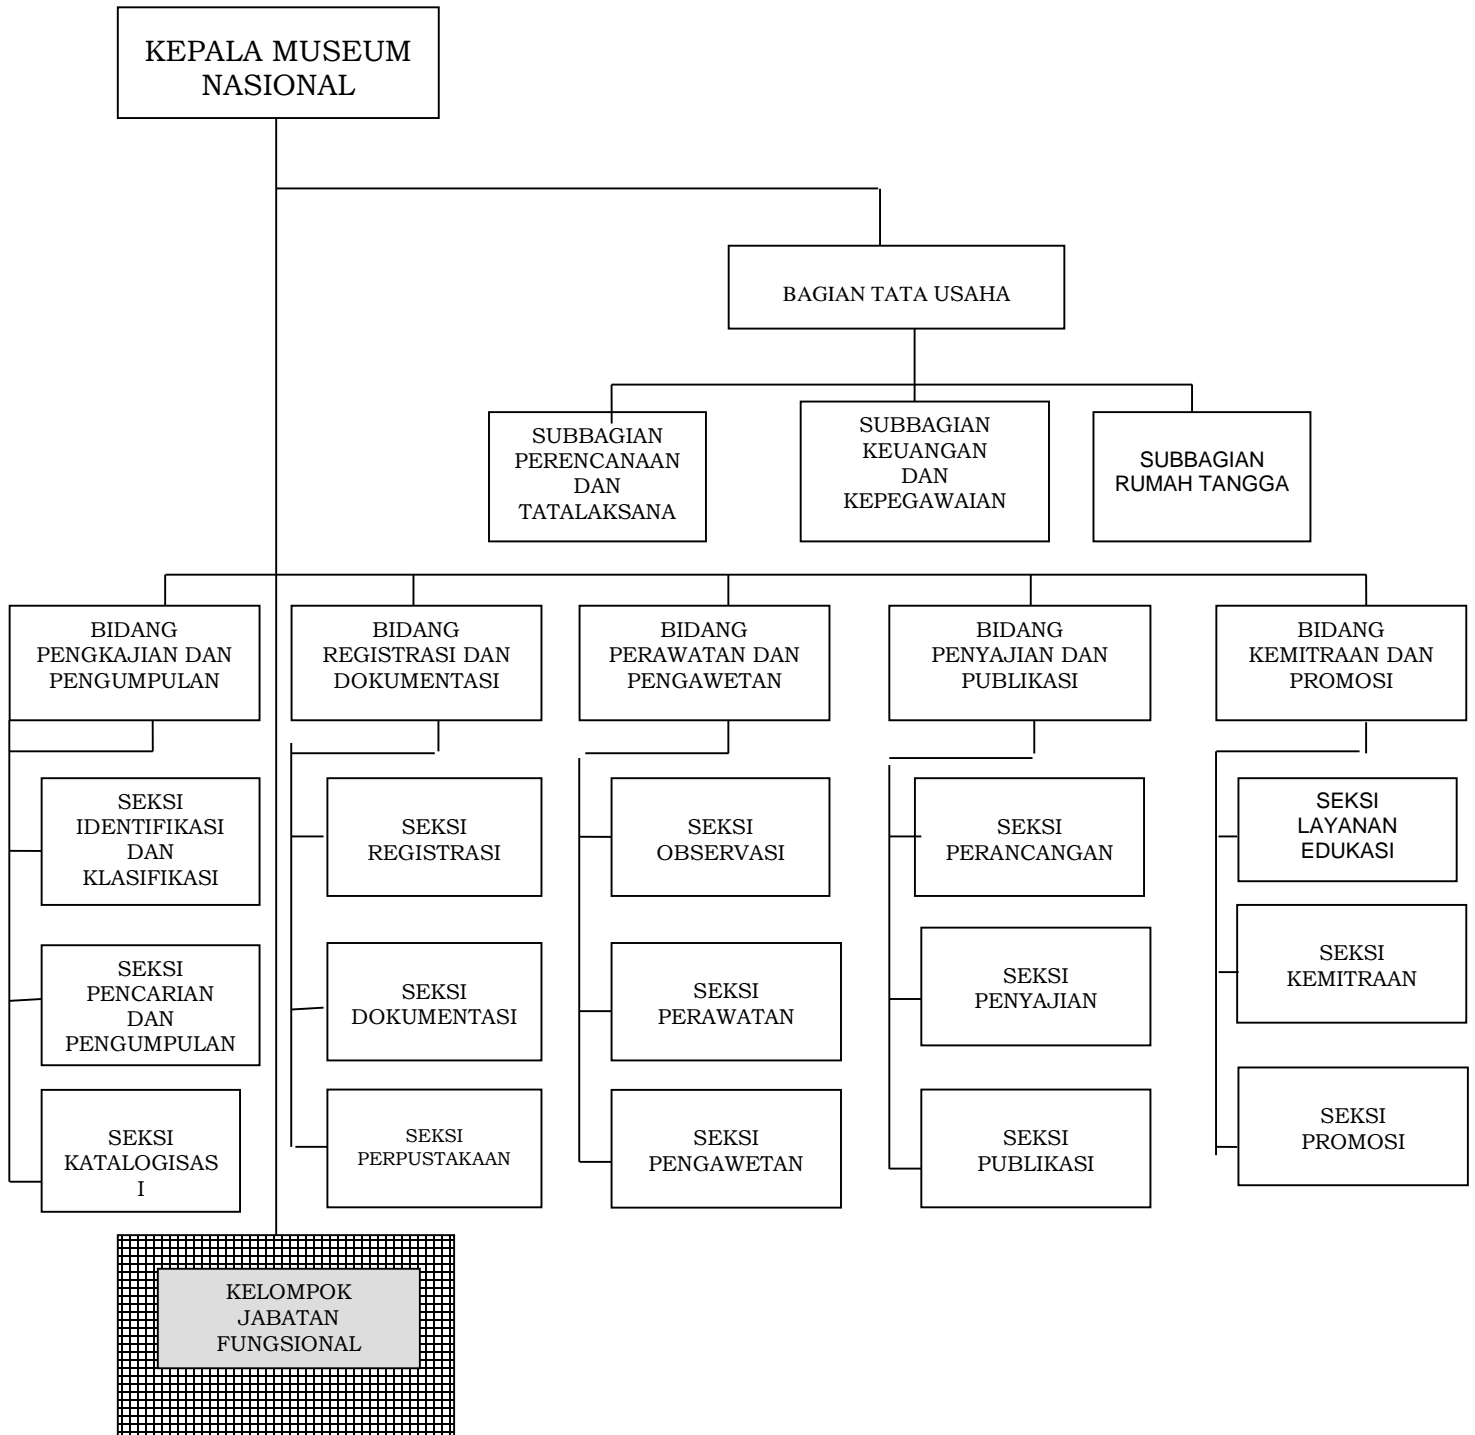 KEPALA MUSEUM
NASIONAL
BAGIAN TATA USAHA
SUBBAGIAN
PERENCANAAN
DAN
TATALAKSANA
SUBBAGIAN
KEUANGAN
DAN
KEPEGAWAIAN
SUBBAGIAN
RUMAH TANGGA
BIDANG
PENGKAJIAN DAN
PENGUMPULAN
BIDANG
REGISTRASI DAN
DOKUMENTASI
BIDANG
PERAWATAN DAN
PENGAWETAN
BIDANG
PENYAJIAN DAN
PUBLIKASI
BIDANG
KEMITRAAN DAN
PROMOSI
SEKSI
IDENTIFIKASI
DAN
KLASIFIKASI
SEKSI
REGISTRASI
SEKSI
OBSERVASI
SEKSI
PERANCANGAN
SEKSI
LAYANAN
EDUKASI
SEKSI
PENCARIAN
DAN
PENGUMPULAN
SEKSI
DOKUMENTASI
SEKSI
PERAWATAN
SEKSI
PENYAJIAN
SEKSI
KEMITRAAN
SEKSI
KATALOGISAS
I
SEKSI
PERPUSTAKAAN
SEKSI
PENGAWETAN
SEKSI
PUBLIKASI
SEKSI
PROMOSI
KELOMPOK
JABATAN
FUNGSIONAL